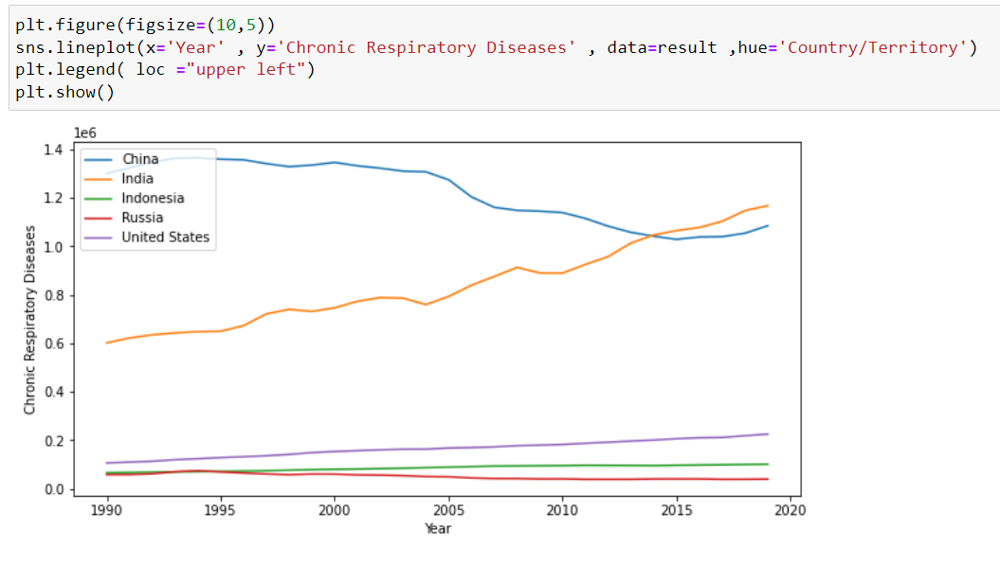 plt.figure(figsize=(10,5))
sns.lineplot(x='Year' , y='Chronic Respiratory Diseases' , data=result ,hue='Country/Territory')
plt.legend( loc ="upper left")
plt.show()
1e6
1.4
1.2
1.0
0.8
0.6
0.4
0.2
0.0
Chronic Respiratory Diseases
China
India
Indonesia
Russia
United States
1990
1995
2000
2005
2010
2015
2020
Year